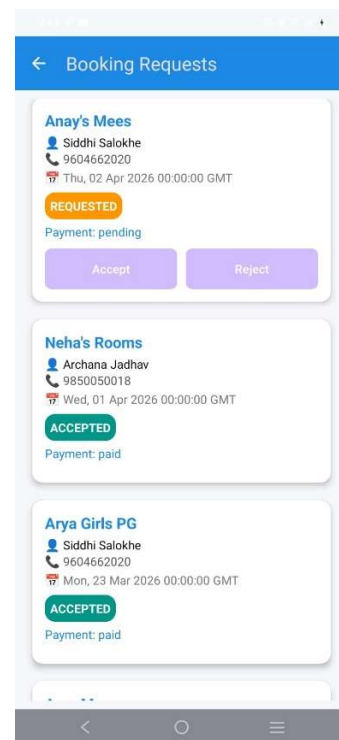 Booking Requests
Anay's Mees
Siddhi Salokhe
9604662020
Thu, 02 Apr 2026 00:00:00 GMT
REQUESTED
Payment: pending
Accept Reject
Neha's Rooms
Archana Jadhav
9850050018
Wed, 01 Apr 2026 00:00:00 GMT
ACCEPTED
Payment: paid
Arya Girls PG
Siddhi Salokhe
9604662020
Mon, 23 Mar 2026 00:00:00 GMT
ACCEPTED
Payment: paid